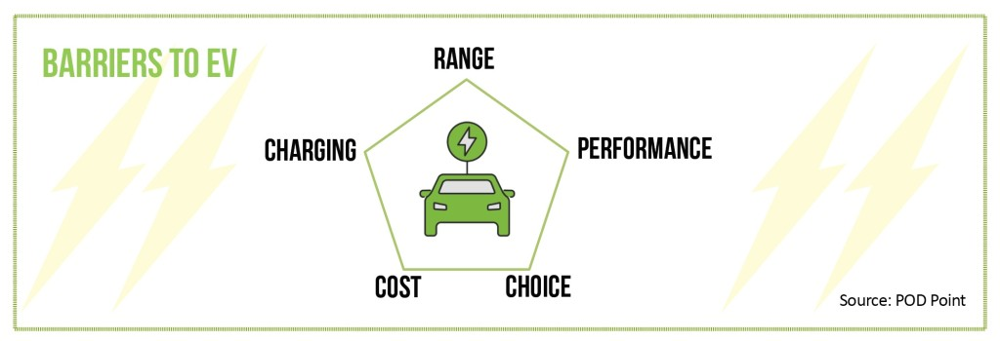 BARRIERS TO EV
RANGE
CHARGING
PERFORMANCE
COST
CHOICE
Source: POD Point